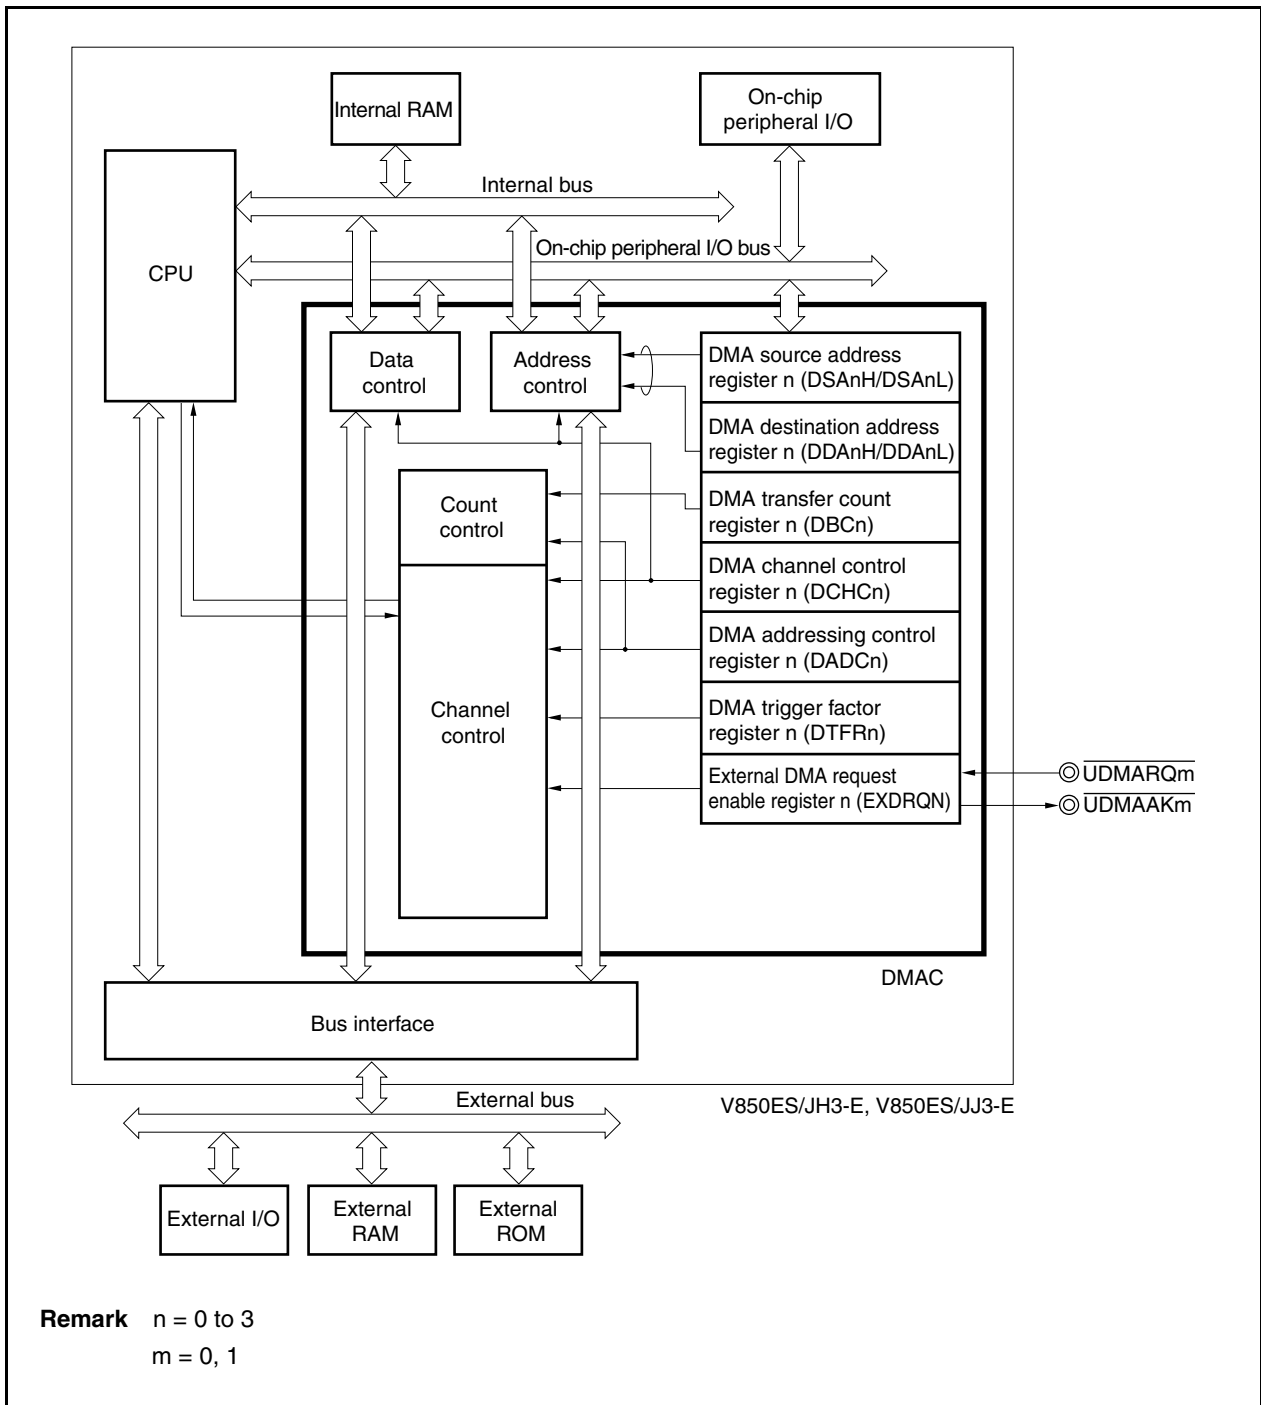 Internal RAM
On-chip
peripheral I/O
Internal bus
On-chip peripheral I/O bus
CPU
Data
control
Address
control
DMA source address
register n (DSAnH/DSAnL)
DMA destination address
register n (DDAnH/DDAnL)
DMA transfer count
register n (DBCn)
DMA channel control
register n (DCHCn)
DMA addressing control
register n (DADCn)
DMA trigger factor
register n (DTFRn)
External DMA request
enable register n (EXDRQN)
Count
control
Channel
control
UDMARQm
UDMAAKm
DMAC
Bus interface
V850ES/JH3-E, V850ES/JJ3-E
External bus
External I/O
External
RAM
External
ROM
Remark n = 0 to 3
m = 0, 1